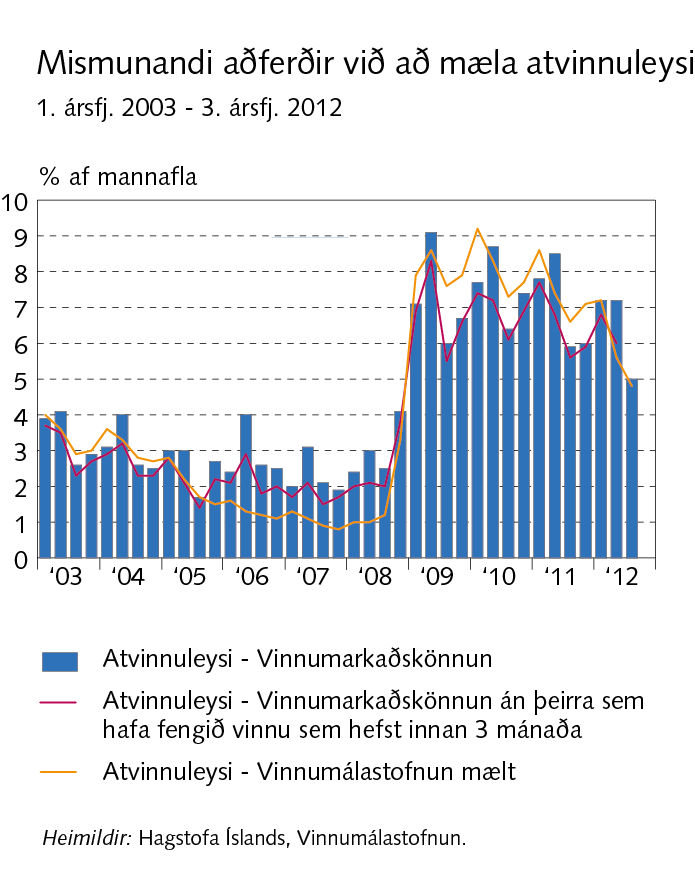 Mismunandi aðferðir við að mæla atvinnuleysi
1. ársfj. 2003 - 3. ársfj. 2012
% af mannafla
10
9
8
7
6
5
4
3
2
1
0
‘03 ‘04 ‘05 ‘06 ‘07 ‘08 ‘09 ‘10 ‘11 ‘12
Atvinnuleysi - Vinnumarkaðskönnun
Atvinnuleysi - Vinnumarkaðskönnun án þeirra sem
hafa fengið vinnu sem hefst innan 3 mánaða
Atvinnuleysi - Vinnumálastofnun mælt
Heimildir: Hagstofa Íslands, Vinnumálastofnun.